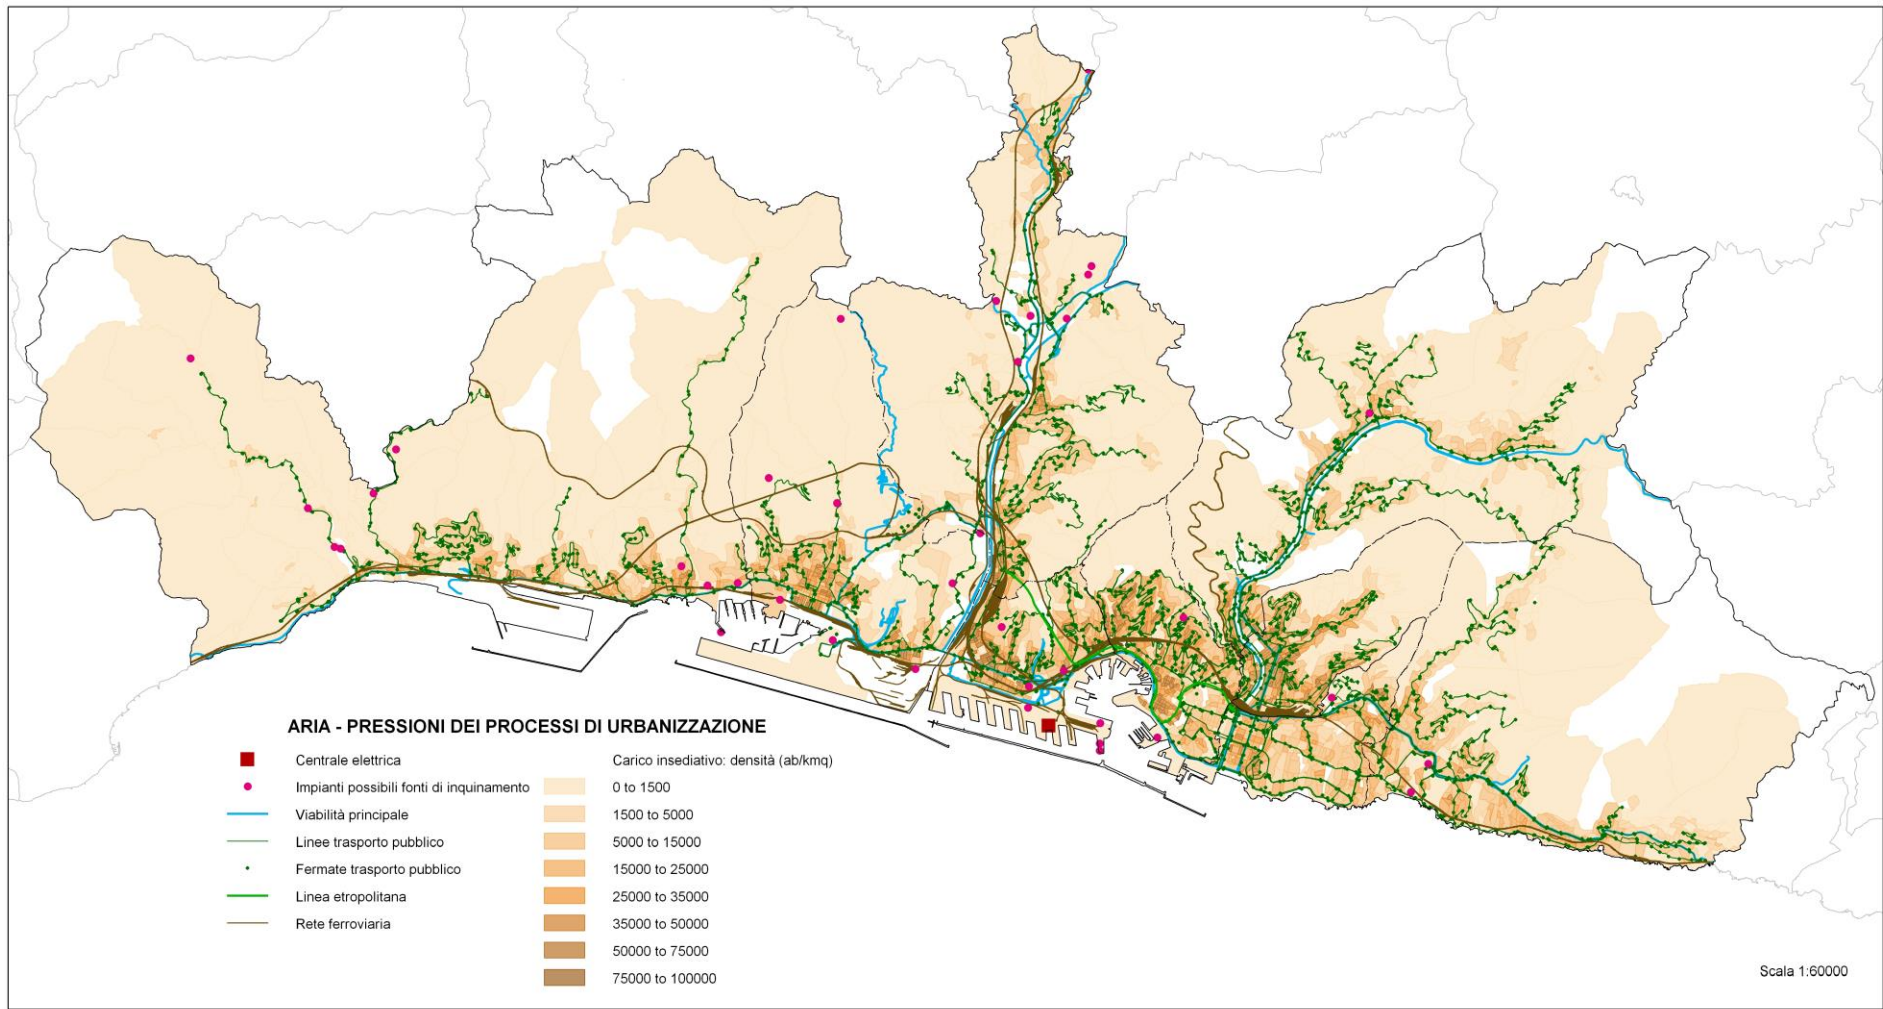 ARIA - PRESSIONI DEI PROCESSI DI URBANIZZAZIONE
Centrale elettrica
Impianti possibili fonti di inquinamento
Viabilità principale
Linee trasporto pubblico
Fermate trasporto pubblico
Linea etropolitana
Rete ferroviaria
Carico insediativo: densità (ab/kmq)
0 to 1500
1500 to 5000
5000 to 15000
15000 to 25000
25000 to 35000
35000 to 50000
50000 to 75000
75000 to 100000
Scala 1:60000